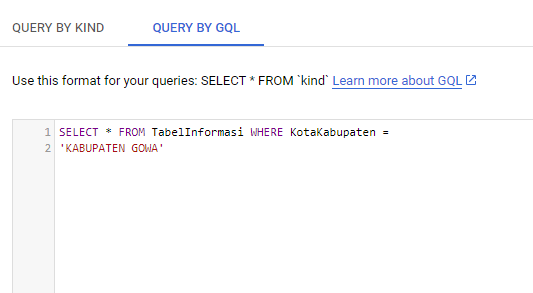 QUERY BY KIND QUERY BY GQL
Use this format for your queries: SELECT * FROM `kind` Learn more about GQL
1 SELECT * FROM TabelInformasi WHERE KotaKabupaten =
2 'KABUPATEN GOWA'